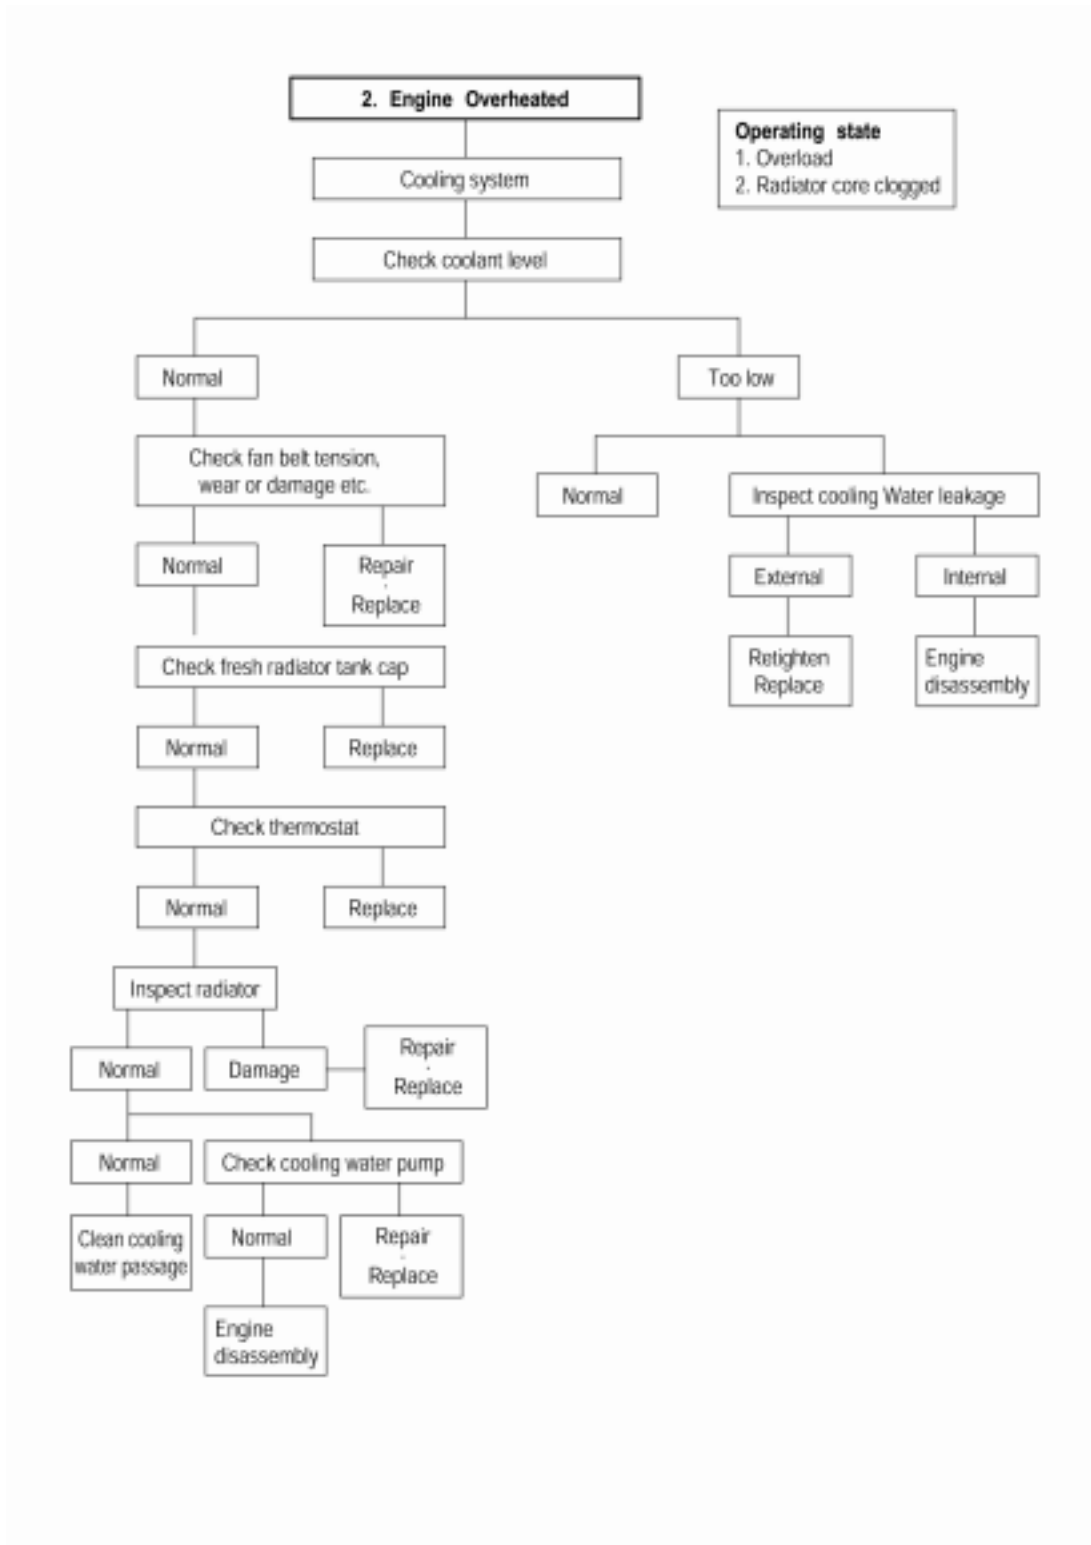 2. Engine Overheated
Operating state
1. Overload
2. Radiator core clogged
Cooling system
Check coolant level
Normal
Too low
Check fan belt tension,
wear or damage etc.
Normal
Inspect cooling Water leakage
Normal
Repair
·
Replace
External
Internal
Check fresh radiator tank cap
Retighten
Replace
Engine
disassembly
Normal
Replace
Check thermostat
Normal
Replace
Inspect radiator
Normal
Damage
Repair
·
Replace
Normal
Check cooling water pump
Clean cooling
water passage
Normal
Repair
·
Replace
Engine
disassembly